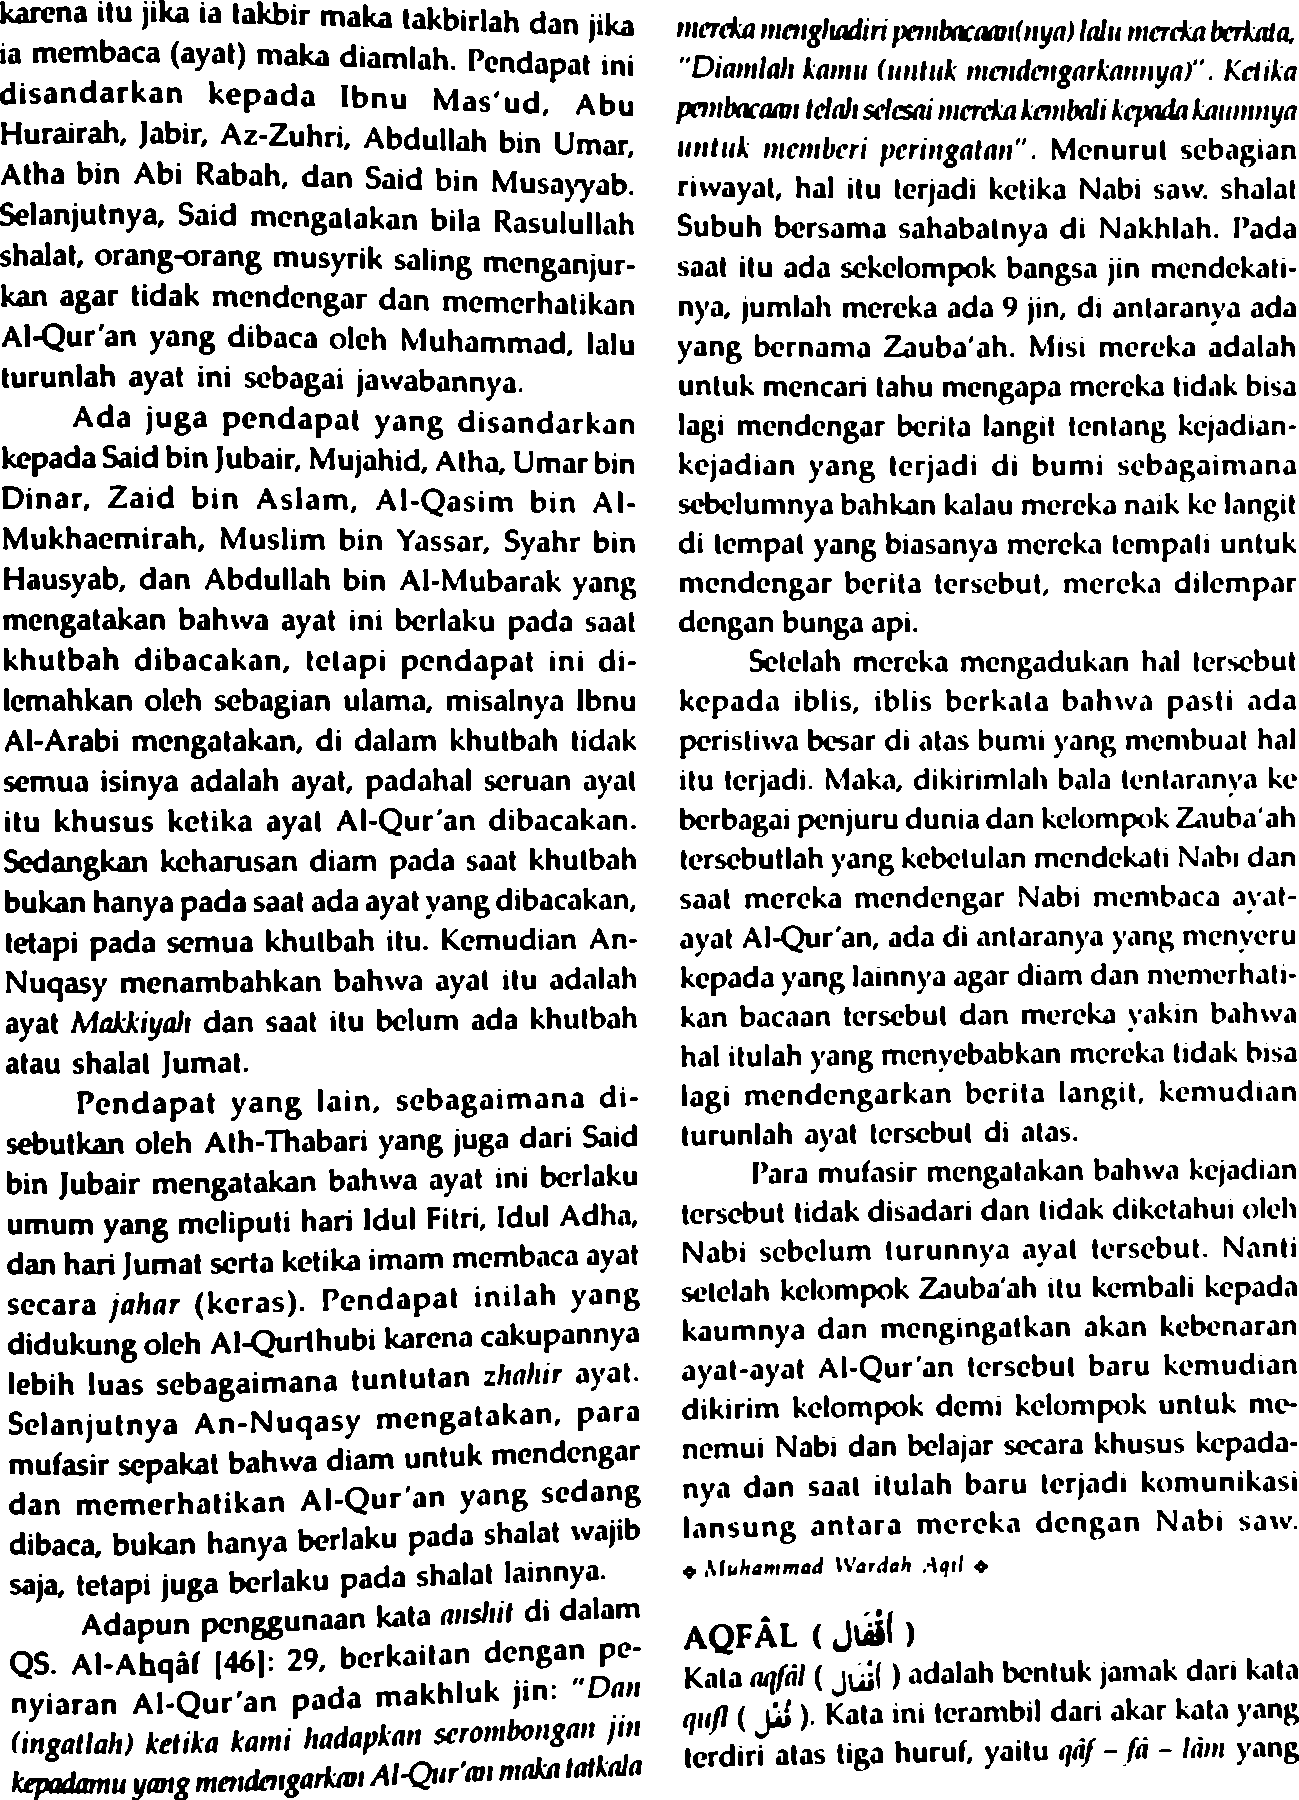 karena itu jika ia takbir maka takbirlah dan jika
ia membaca (ayat) maka diamlah. Pendapat ini
disandarkan kepada Ibnu Mas'ud, Abu
Hurairah, Jabir, Az-Zuhri, Abdullah bin Umar,
Atha bin Abi Rabah, dan Said bin Musayyab.
Selanjutnya, Said mengatakan bila Rasulullah
shalat, orang-orang musyrik saling menganjur-
kan agar tidak mendengar dan memerhatikan
Al-Qur'an yang dibaca oleh Muhammad, lalu
turunlah ayat ini sebagai jawabannya.
Ada juga pendapat yang disandarkan
kepada Said bin Jubair, Mujahid, Atha, Umar bin
Dinar, Zaid bin Aslam, Al-Qasim bin Al-
Mukhaemirah, Muslim bin Yassar, Syahr bin
Hausyab, dan Abdullah bin Al-Mubarak yang
mengatakan bahwa ayat ini berlaku pada saat
khutbah dibacakan, tetapi pendapat ini di-
lemahkan oleh sebagian ulama, misalnya Ibnu
Al-Arabi mengatakan, di dalam khutbah tidak
semua isinya adalah ayat, padahal seruan ayat
itu khusus ketika ayat Al-Qur'an dibacakan.
Sedangkan keharusan diam pada saat khutbah
bukan hanya pada saat ada ayat yang dibacakan,
tetapi pada semua khutbah itu. Kemudian An-
Nuqasy menambahkan bahwa ayat itu adalah
ayat Makkiyah dan saat itu belum ada khutbah
atau shalat Jumat.
Pendapat yang lain, sebagaimana di-
sebutkan oleh Ath-Thabari yang juga dari Said
bin Jubair mengatakan bahwa ayat ini berlaku
umum yang meliputi hari Idul Fitri, Idul Adha,
dan hari Jumat serta ketika imam membaca ayat
secara jahar (keras). Pendapat inilah yang
didukung oleh Al-Qurthubi karena cakupannya
lebih luas sebagaimana tuntutan zhahir ayat.
Selanjutnya An-Nuqasy mengatakan, para
mufasir sepakat bahwa diam untuk mendengar
dan memerhatikan Al-Qur'an yang sedang
dibaca, bukan hanya berlaku pada shalat wajib
saja, tetapi juga berlaku pada shalat lainnya.
Adapun penggunaan kata anshit di dalam
QS. Al-Ahqâf [46]: 29, berkaitan dengan pe-
nyiaran Al-Qur'an pada makhluk jin: "Dan
(ingatlah) ketika kami hadapkan serombongan jin
kepadamu yang mendengarkan Al-Qur'an maka tatkala
mereka menghadiri pembacaan(nya) lalu mereka berkata,
"Diamlah kamu (untuk mendengarkannya)". Ketika
pembacaan telah selesai mereka kembali kepada kaumnya
untuk memberi peringatan". Menurut sebagian
riwayat, hal itu terjadi ketika Nabi saw. shalat
Subuh bersama sahabatnya di Nakhlah. Pada
saat itu ada sekelompok bangsa jin mendekati-
nya, jumlah mereka ada 9 jin, di antaranya ada
yang bernama Zauba'ah. Misi mereka adalah
untuk mencari tahu mengapa mereka tidak bisa
lagi mendengar berita langit tentang kejadian-
kejadian yang terjadi di bumi sebagaimana
sebelumnya bahkan kalau mereka naik ke langit
di tempat yang biasanya mereka tempati untuk
mendengar berita tersebut, mereka dilempar
dengan bunga api.
Setelah mereka mengadukan hal tersebut
kepada iblis, iblis berkata bahwa pasti ada
peristiwa besar di atas bumi yang membuat hal
itu terjadi. Maka, dikirimlah bala tentaranya ke
berbagai penjuru dunia dan kelompok Zauba'ah
tersebutlah yang kebetulan mendekati Nabi dan
saat mereka mendengar Nabi membaca ayat-
ayat Al-Qur'an, ada di antaranya yang menyeru
kepada yang lainnya agar diam dan memerhati-
kan bacaan tersebut dan mereka yakin bahwa
hal itulah yang menyebabkan mereka tidak bisa
lagi mendengarkan berita langit, kemudian
turunlah ayat tersebut di atas.
Para mufasir mengatakan bahwa kejadian
tersebut tidak disadari dan tidak diketahui oleh
Nabi sebelum turunnya ayat tersebut. Nanti
setelah kelompok Zauba'ah itu kembali kepada
kaumnya dan mengingatkan akan kebenaran
ayat-ayat Al-Qur'an tersebut baru kemudian
dikirim kelompok demi kelompok untuk me-
nemui Nabi dan belajar secara khusus kepada-
nya dan saat itulah baru terjadi komunikasi
lansung antara mereka dengan Nabi saw.
❖ Muhammad Wardah Aqil ❖
AQFÂL ( أَقْفَال )
Kata aqfâl ( أَقْفَال ) adalah bentuk jamak dari kata
qufl ( قُفْل ). Kata ini terambil dari akar kata yang
terdiri atas tiga huruf, yaitu qâf – fâ – lâm yang